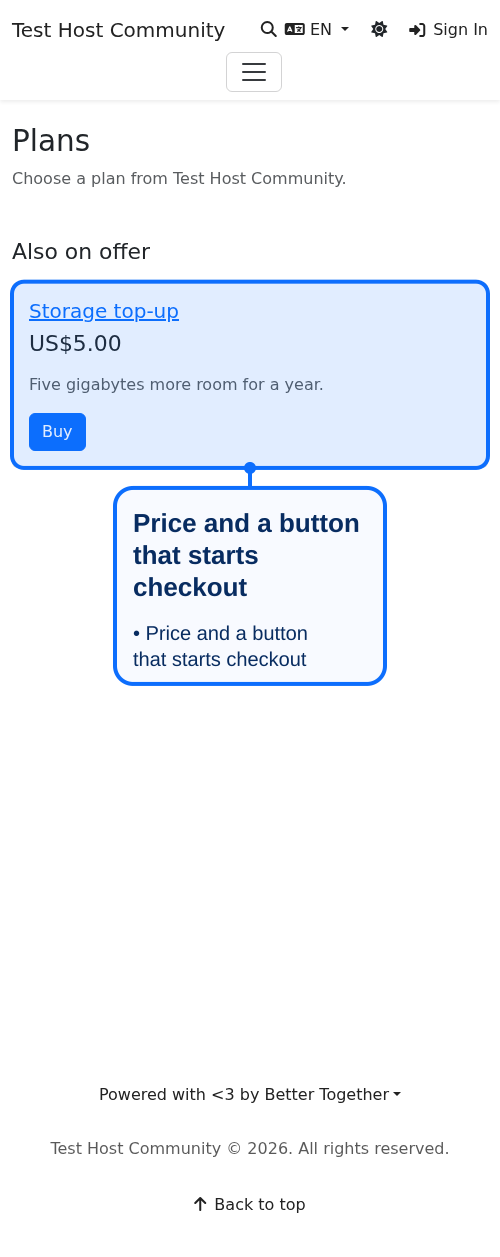 Test Host Community EN Sign In
Plans
Choose a plan from Test Host Community.
Also on offer
Storage top-up
US$5.00
Five gigabytes more room for a year.
Buy
Price and a button
that starts
checkout
• Price and a button
that starts checkout
Powered with <3 by Better Together
Test Host Community © 2026. All rights reserved.
Back to top